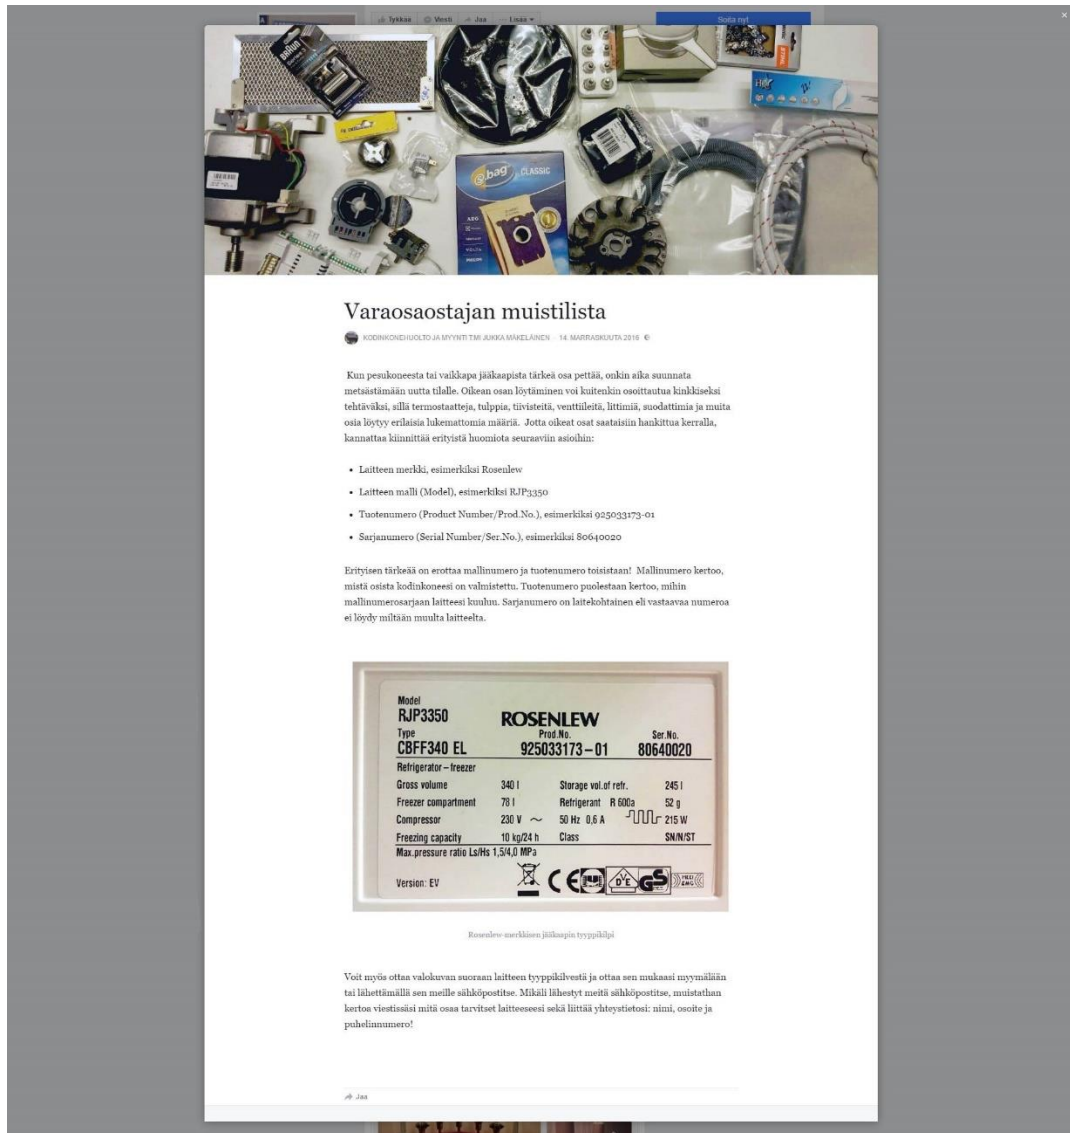 Tykkää Viesti Jaa Lisää
Soita nyt
BRAUN
s-bag CLASSIC
AEG
VOLTA
PHILIPS
Varaosaostajan muistilista
KODINKONEHUOLTO JA MYYNTI T:MI JUKKA MÄKELÄINEN · 14. MARRASKUUTA 2016
Kun pesukoneesta tai vaikkapa jääkaapista tärkeä osa pettää, onkin aika suunnata
metsästämään uutta tilalle. Oikean osan löytäminen voi kuitenkin osoittautua kinkkiseksi
tehtäväksi, sillä termostaatteja, tulppia, tiivisteitä, venttiileitä, littimiä, suodattimia ja muita
osia löytyy erilaisia lukemattomia määriä. Jotta oikeat osat saataisiin hankittua kerralla,
kannattaa kiinnittää erityistä huomiota seuraaviin asioihin:
• Laitteen merkki, esimerkiksi Rosenlew
• Laitteen malli (Model), esimerkiksi RJP3350
• Tuotenumero (Product Number/Prod.No.), esimerkiksi 925033173-01
• Sarjanumero (Serial Number/Ser.No.), esimerkiksi 80640020
Erityisen tärkeää on erottaa mallinumero ja tuotenumero toisistaan! Mallinumero kertoo,
mistä osista kodinkoneesi on valmistettu. Tuotenumero puolestaan kertoo, mihin
mallinumerosarjaan laitteesi kuuluu. Sarjanumero on laitekohtainen eli vastaavaa numeroa
ei löydy miltään muulta laitteelta.
Model
RJP3350 ROSENLEW
Type Prod.No. Ser.No.
CBFF340 EL 925033173–01 80640020
Refrigerator–freezer
Gross volume 340 l Storage vol.of refr. 245 l
Freezer compartment 78 l Refrigerant R 600a 52 g
Compressor 230 V ~ 50 Hz 0,6 A 215 W
Freezing capacity 10 kg/24 h Class SN/N/ST
Max.pressure ratio Ls/Hs 1,5/4,0 MPa
Version: EV CE DVE GS
Rosenlew-merkkisen jääkaapin tyyppikilpi
Voit myös ottaa valokuvan suoraan laitteen tyyppikilvestä ja ottaa sen mukaasi myymälään
tai lähettämällä sen meille sähköpostitse. Mikäli lähestyt meitä sähköpostitse, muistathan
kertoa viestissäsi mitä osaa tarvitset laitteeseesi sekä liittää yhteystietosi: nimi, osoite ja
puhelinnumero!
Jaa